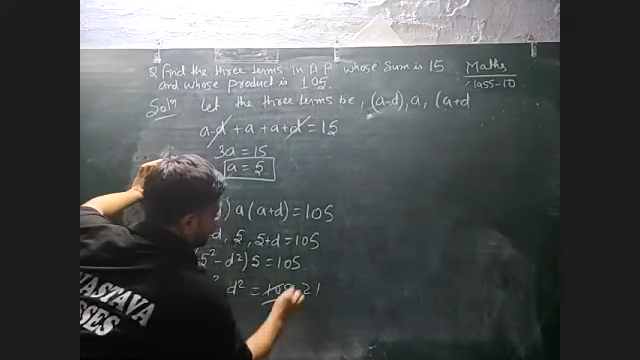 Q Find the three terms in A P whose sum is 15
and whose product is 105.
Maths
class-10
Soln Let the three terms be, (a-d), a, (a+d
a-d + a + a+d = 15
3a = 15
a = 5
) a (a+d) = 105
-d, 5, 5+d = 105
5² - d²) 5 = 105
d² = 21
VASTAVA
SSES